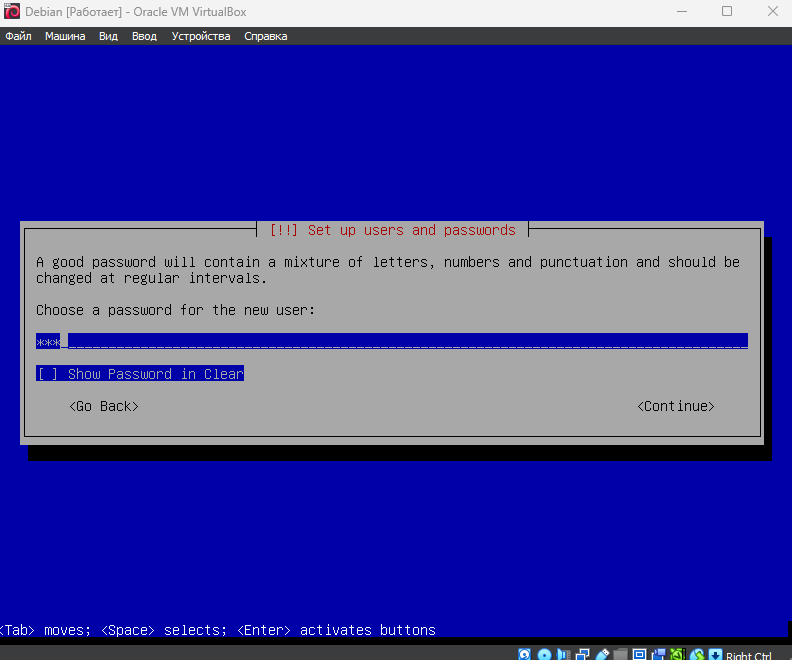 Debian [Работает] - Oracle VM VirtualBox
Файл Машина Вид Ввод Устройства Справка
[!!] Set up users and passwords
A good password will contain a mixture of letters, numbers and punctuation and should be
changed at regular intervals.
Choose a password for the new user:
***
[ ] Show Password in Clear
<Go Back> <Continue>
<Tab> moves; <Space> selects; <Enter> activates buttons
Right Ctrl